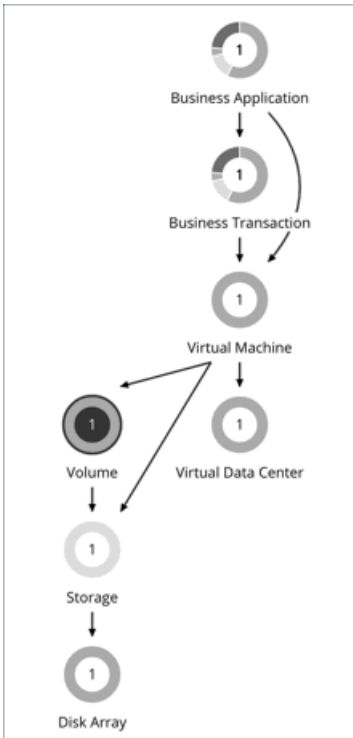 1
Business Application
1
Business Transaction
1
Virtual Machine
1
Volume
1
Virtual Data Center
1
Storage
1
Disk Array